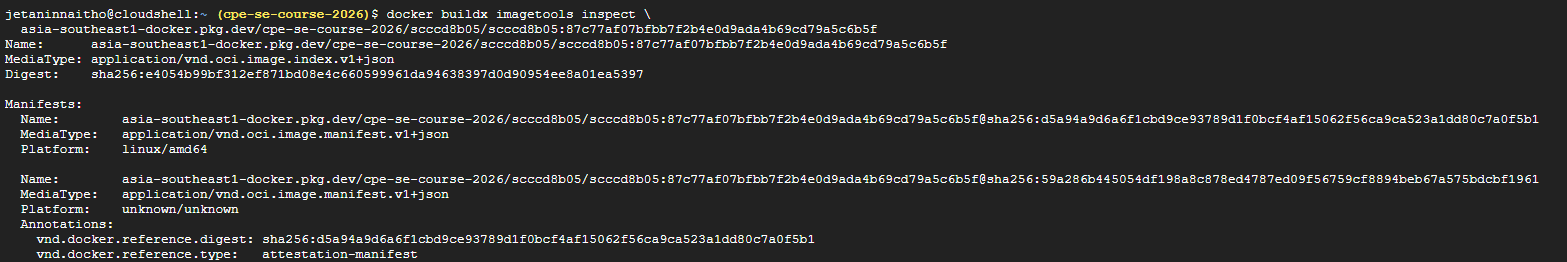 jetaninnaitho@cloudshell:~ (cpe-se-course-2026)$ docker buildx imagetools inspect \
  asia-southeast1-docker.pkg.dev/cpe-se-course-2026/scccd8b05/scccd8b05:87c77af07bfbb7f2b4e0d9ada4b69cd79a5c6b5f
Name:      asia-southeast1-docker.pkg.dev/cpe-se-course-2026/scccd8b05/scccd8b05:87c77af07bfbb7f2b4e0d9ada4b69cd79a5c6b5f
MediaType: application/vnd.oci.image.index.v1+json
Digest:    sha256:e4054b99bf312ef871bd08e4c660599961da94638397d0d90954ee8a01ea5397

Manifests:
  Name:        asia-southeast1-docker.pkg.dev/cpe-se-course-2026/scccd8b05/scccd8b05:87c77af07bfbb7f2b4e0d9ada4b69cd79a5c6b5f@sha256:d5a94a9d6a6f1cbd9ce93789d1f0bcf4af15062f56ca9ca523a1dd80c7a0f5b1
  MediaType:   application/vnd.oci.image.manifest.v1+json
  Platform:    linux/amd64

  Name:        asia-southeast1-docker.pkg.dev/cpe-se-course-2026/scccd8b05/scccd8b05:87c77af07bfbb7f2b4e0d9ada4b69cd79a5c6b5f@sha256:59a286b445054df198a8c878ed4787ed09f56759cf8894beb67a575bdcbf1961
  MediaType:   application/vnd.oci.image.manifest.v1+json
  Platform:    unknown/unknown
  Annotations:
    vnd.docker.reference.digest: sha256:d5a94a9d6a6f1cbd9ce93789d1f0bcf4af15062f56ca9ca523a1dd80c7a0f5b1
    vnd.docker.reference.type:   attestation-manifest